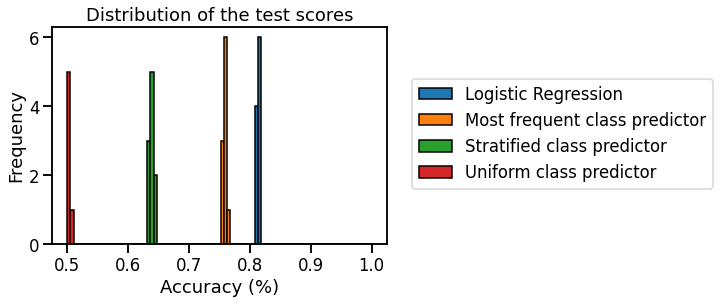 Distribution of the test scores
6
4
2
0
Frequency
0.5 0.6 0.7 0.8 0.9 1.0
Accuracy (%)
Logistic Regression
Most frequent class predictor
Stratified class predictor
Uniform class predictor